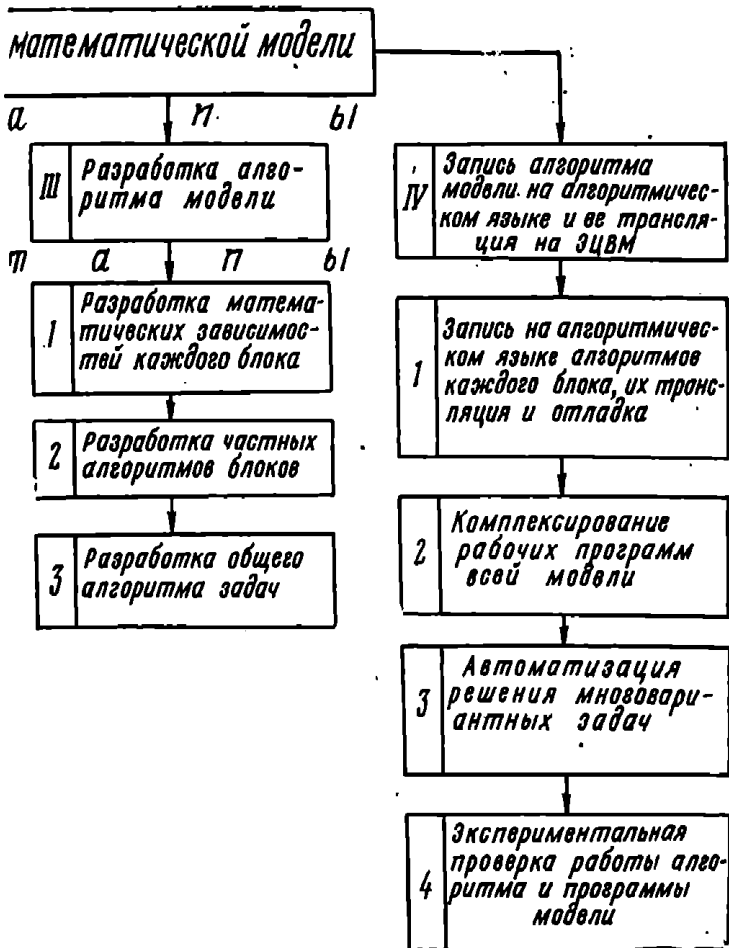 математической модели
а п ы
III
Разработка алго-
ритма модели
IV
Запись алгоритма
модели на алгоритмичес-
ком языке и ее трансля-
ция на ЭЦВМ
т а п ы
1
Разработка матема-
тических зависимос-
тей каждого блока
2
Разработка частных
алгоритмов блоков
3
Разработка общего
алгоритма задач
1
Запись на алгоритмичес-
ком языке алгоритмов
каждого блока, их транс-
ляция и отладка
2
Комплексирование
рабочих программ
всей модели
3
Автоматизация
решения многовари-
антных задач
4
Экспериментальная
проверка работы алго-
ритма и программы
модели